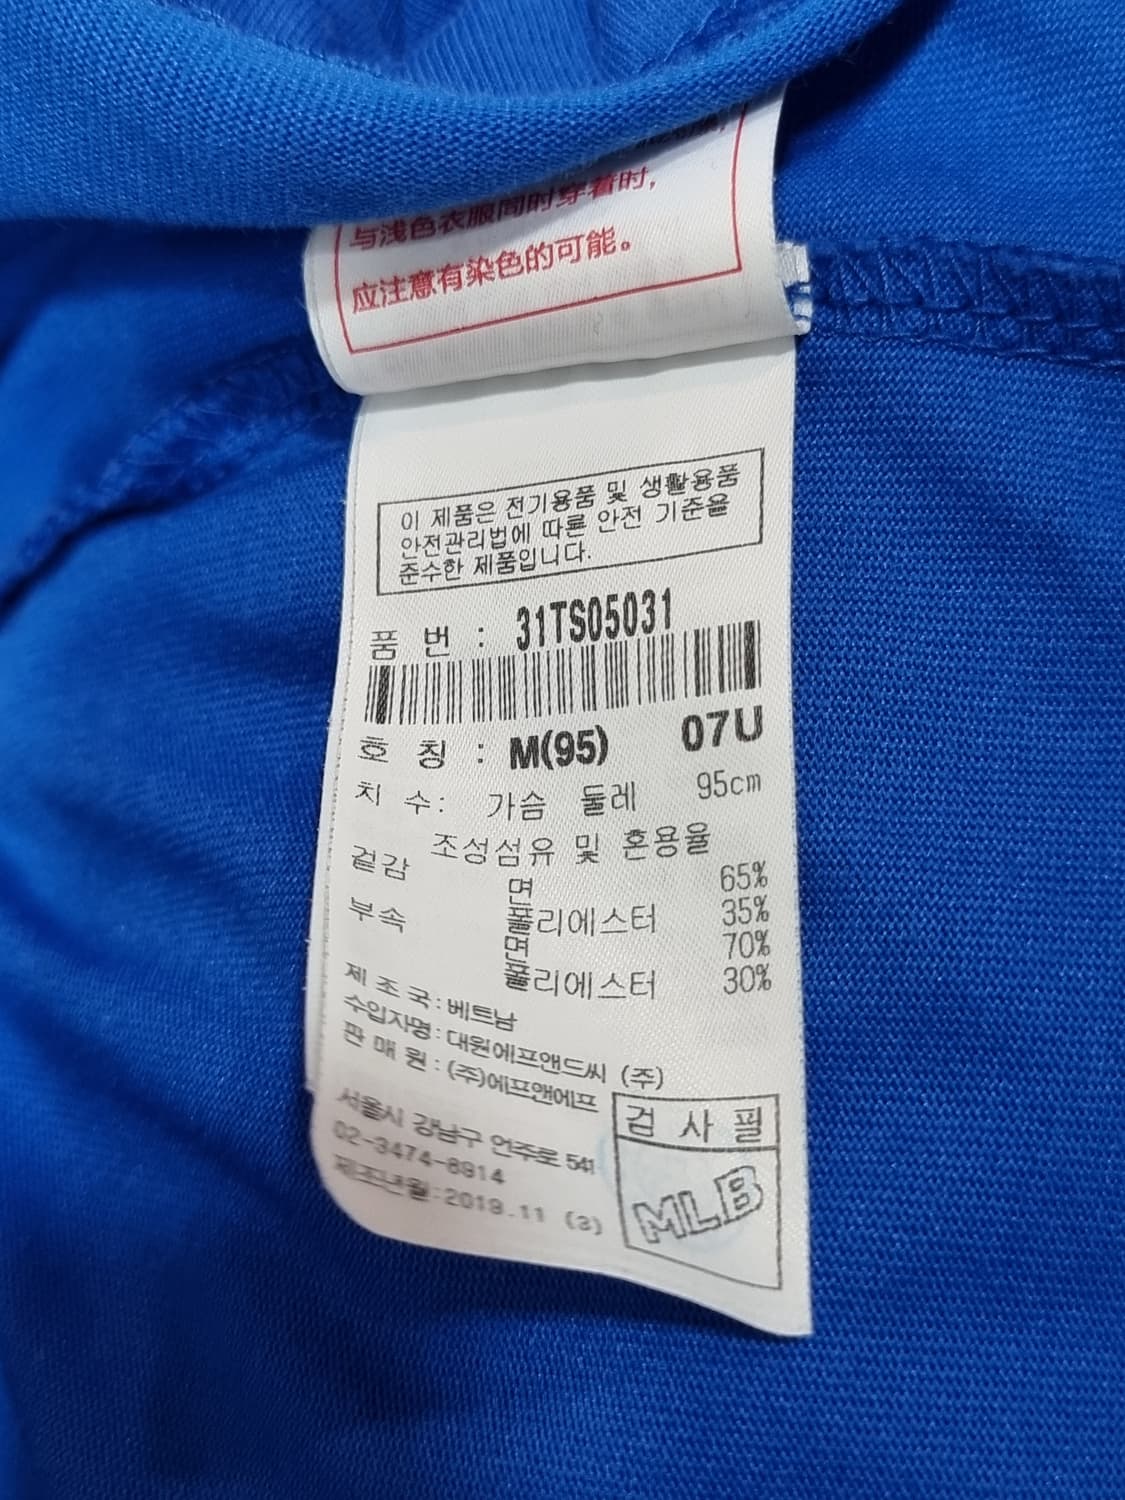 与浅色衣服同时穿着时,
应注意有染色的可能。
이 제품은 전기용품 및 생활용품
안전관리법에 따른 안전 기준을
준수한 제품입니다.
품 번 : 31TS05031
호 칭 : M(95) 07U
치 수: 가슴 둘레 95cm
조성섬유 및 혼용율
겉감 면 65%
폴리에스터 35%
부속 면 70%
폴리에스터 30%
제 조 국 : 베트남
수입자명 : 대원에프앤드씨 (주)
판 매 원 : (주)에프앤에프
서울시 강남구 언주로 541
02-3474-8914
제조년월 : 2018.11 (3)
검 사 필
MLB